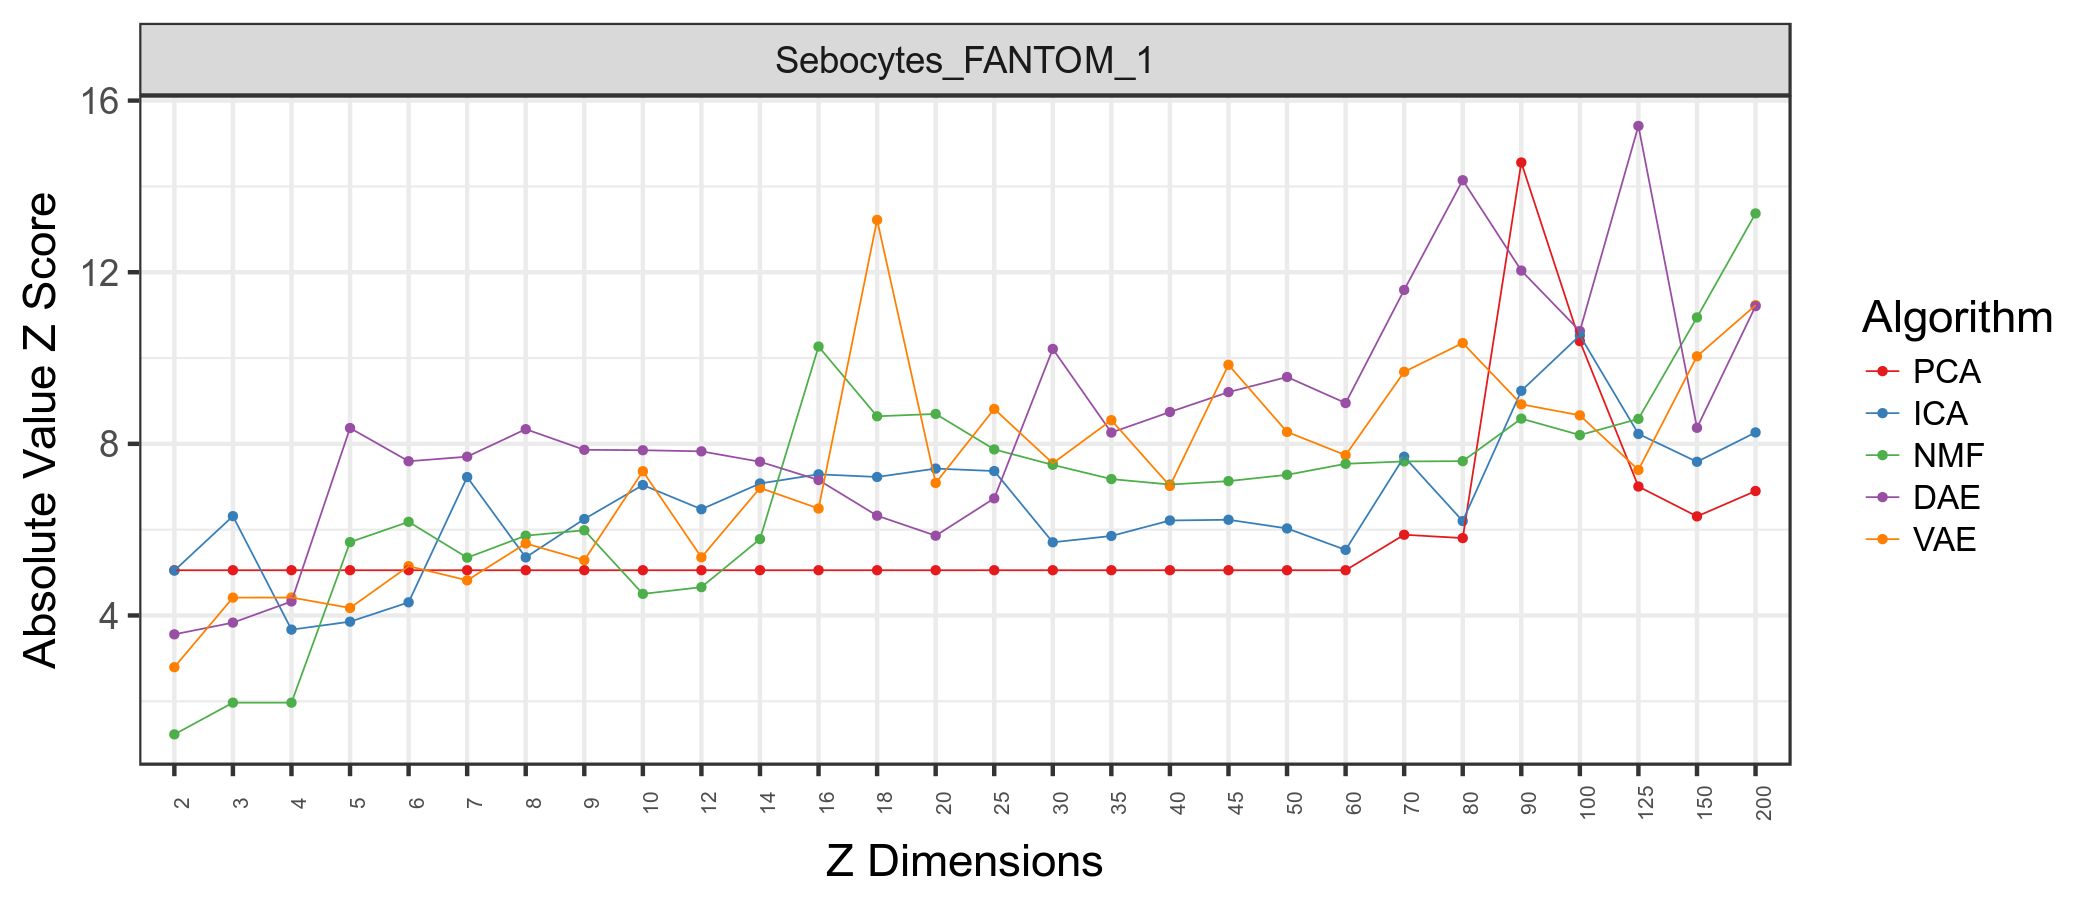 Sebocytes_FANTOM_1
Absolute Value Z Score
16
12
8
4
2 3 4 5 6 7 8 9 10 12 14 16 18 20 25 30 35 40 45 50 60 70 80 90 100 125 150 200
Z Dimensions
Algorithm
PCA
ICA
NMF
DAE
VAE